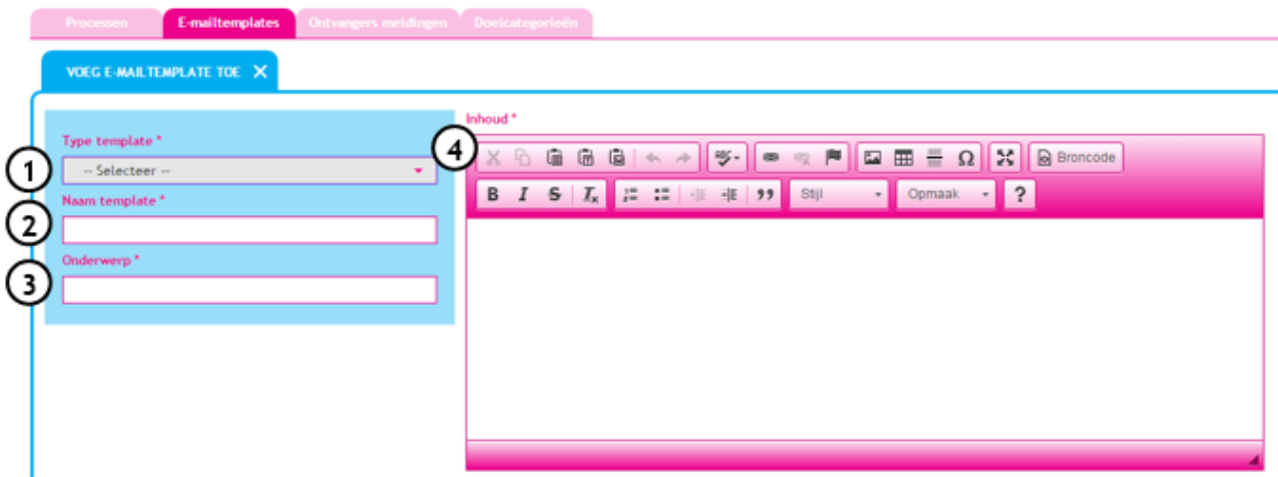 Processen E-mailtemplates Ontvangers meldingen Doelcategorieën
VOEG E-MAILTEMPLATE TOE X
Inhoud *
Type template *
4
1
-- Selecteer --
Broncode
Naam template *
B I S Ix Stijl Opmaak ?
2
Onderwerp *
3